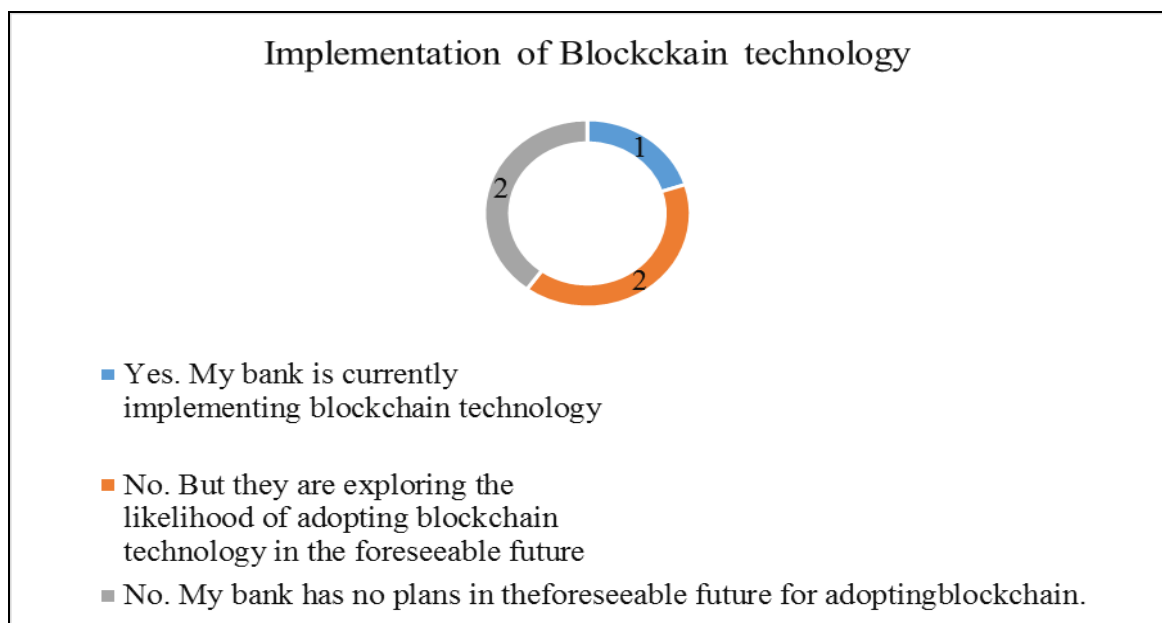 Implementation of Blockckain technology
1
2
2
Yes. My bank is currently
implementing blockchain technology
No. But they are exploring the
likelihood of adopting blockchain
technology in the foreseeable future
No. My bank has no plans in theforeseeable future for adoptingblockchain.